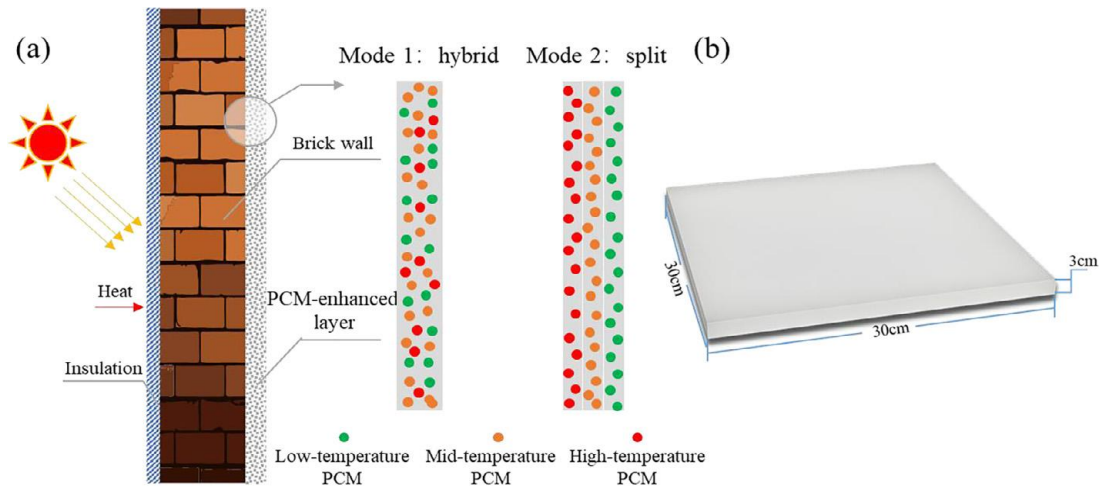 (a)
Mode 1： hybrid
Mode 2： split
(b)
Brick wall
Heat
PCM-enhanced
layer
Insulation
Low-temperature
PCM
Mid-temperature
PCM
High-temperature
PCM
30cm
30cm
3cm